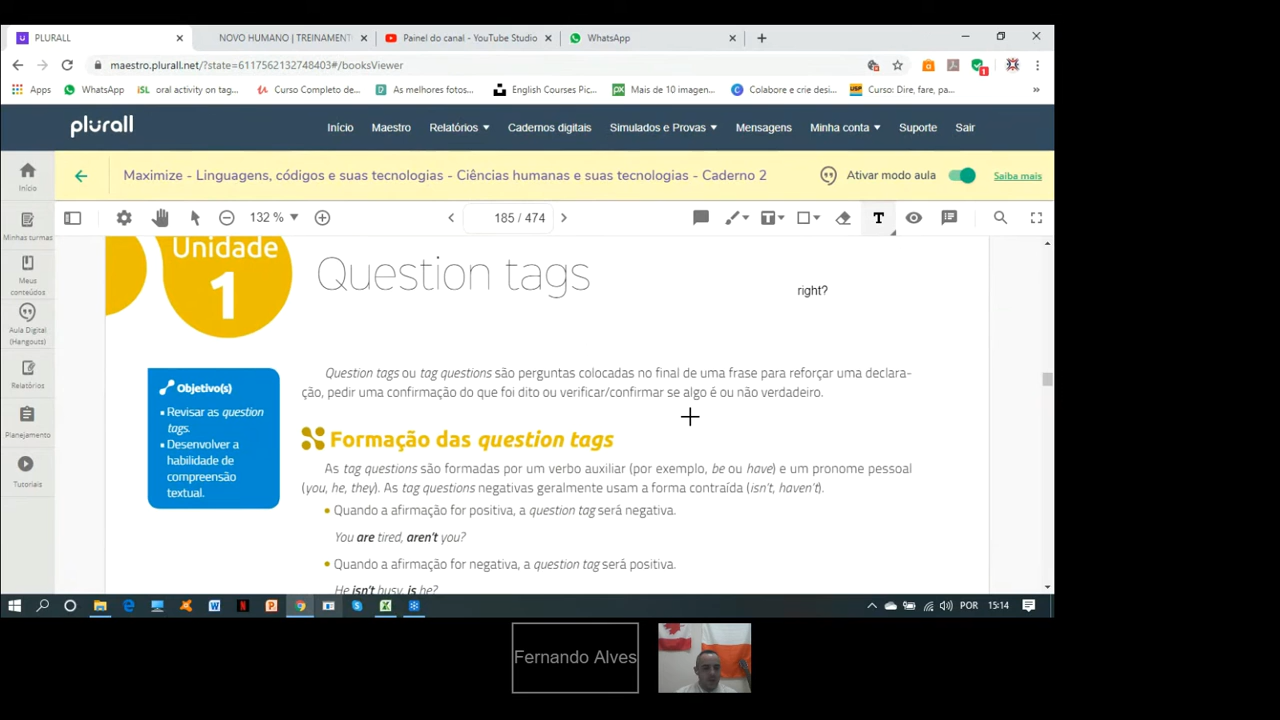 PLURALL
NOVO HUMANO | TREINAMENT
Painel do canal - YouTube Studio
WhatsApp
maestro.plurall.net/?state=6117562132748403#/booksViewer
1
Apps
WhatsApp
oral activity on tag...
Curso Completo de...
As melhores fotos...
English Courses Pic...
Mais de 10 imagen...
Colabore e crie desi...
Curso: Dire, fare, pa...
plurall
Início
Maestro
Relatórios
Cadernos digitais
Simulados e Provas
Mensagens
Minha conta
Suporte
Sair
Início
Minhas turmas
Meus conteúdos
Aula Digital (Hangouts)
Relatórios
Planejamento
Tutoriais
Maximize - Linguagens, códigos e suas tecnologias - Ciências humanas e suas tecnologias - Caderno 2
Ativar modo aula
Saiba mais
132 %
185 / 474
T
Unidade
1
Question tags
right?
Objetivo(s)
▪ Revisar as question
tags.
▪ Desenvolver a
habilidade de
compreensão
textual.
Question tags ou tag questions são perguntas colocadas no final de uma frase para reforçar uma declara-
ção, pedir uma confirmação do que foi dito ou verificar/confirmar se algo é ou não verdadeiro.
Formação das question tags
As tag questions são formadas por um verbo auxiliar (por exemplo, be ou have) e um pronome pessoal
(you, he, they). As tag questions negativas geralmente usam a forma contraída (isn't, haven't).
• Quando a afirmação for positiva, a question tag será negativa.
You are tired, aren't you?
• Quando a afirmação for negativa, a question tag será positiva.
He isn't busy, is he?
POR
15:14
Fernando Alves